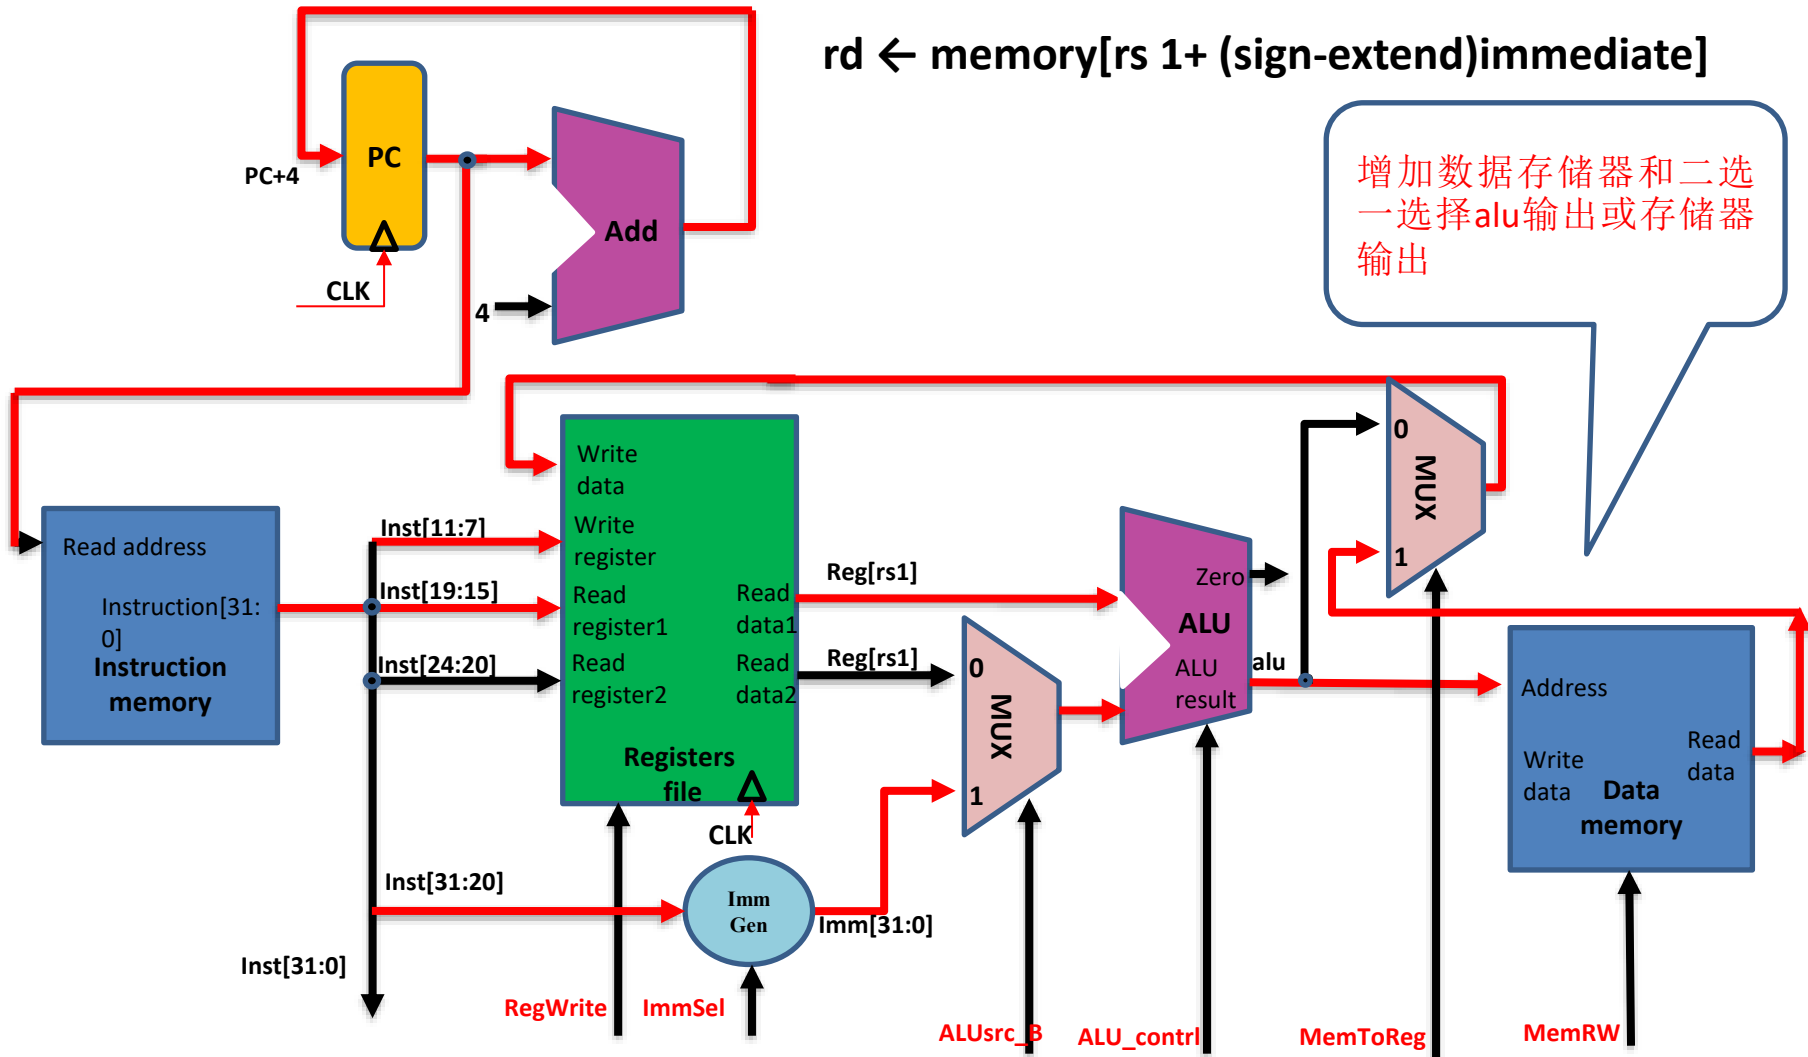 rd ← memory[rs 1+ (sign-extend)immediate]
增加数据存储器和二选
一选择alu输出或存储器
输出
PC
PC+4
CLK
Add
4
Write
data
Write
register
Read
register1
Read
register2
Read
data1
Read
data2
Registers
file
CLK
Read address
Instruction[31:
0]
Instruction
memory
Inst[11:7]
Inst[19:15]
Inst[24:20]
Inst[31:20]
Inst[31:0]
Imm
Gen
Imm[31:0]
Reg[rs1]
Reg[rs1]
0
MUX
1
Zero
ALU
ALU
result
alu
0
MUX
1
Address
Write
data
Read
data
Data
memory
RegWrite
ImmSel
ALUsrc_B
ALU_contrl
MemToReg
MemRW